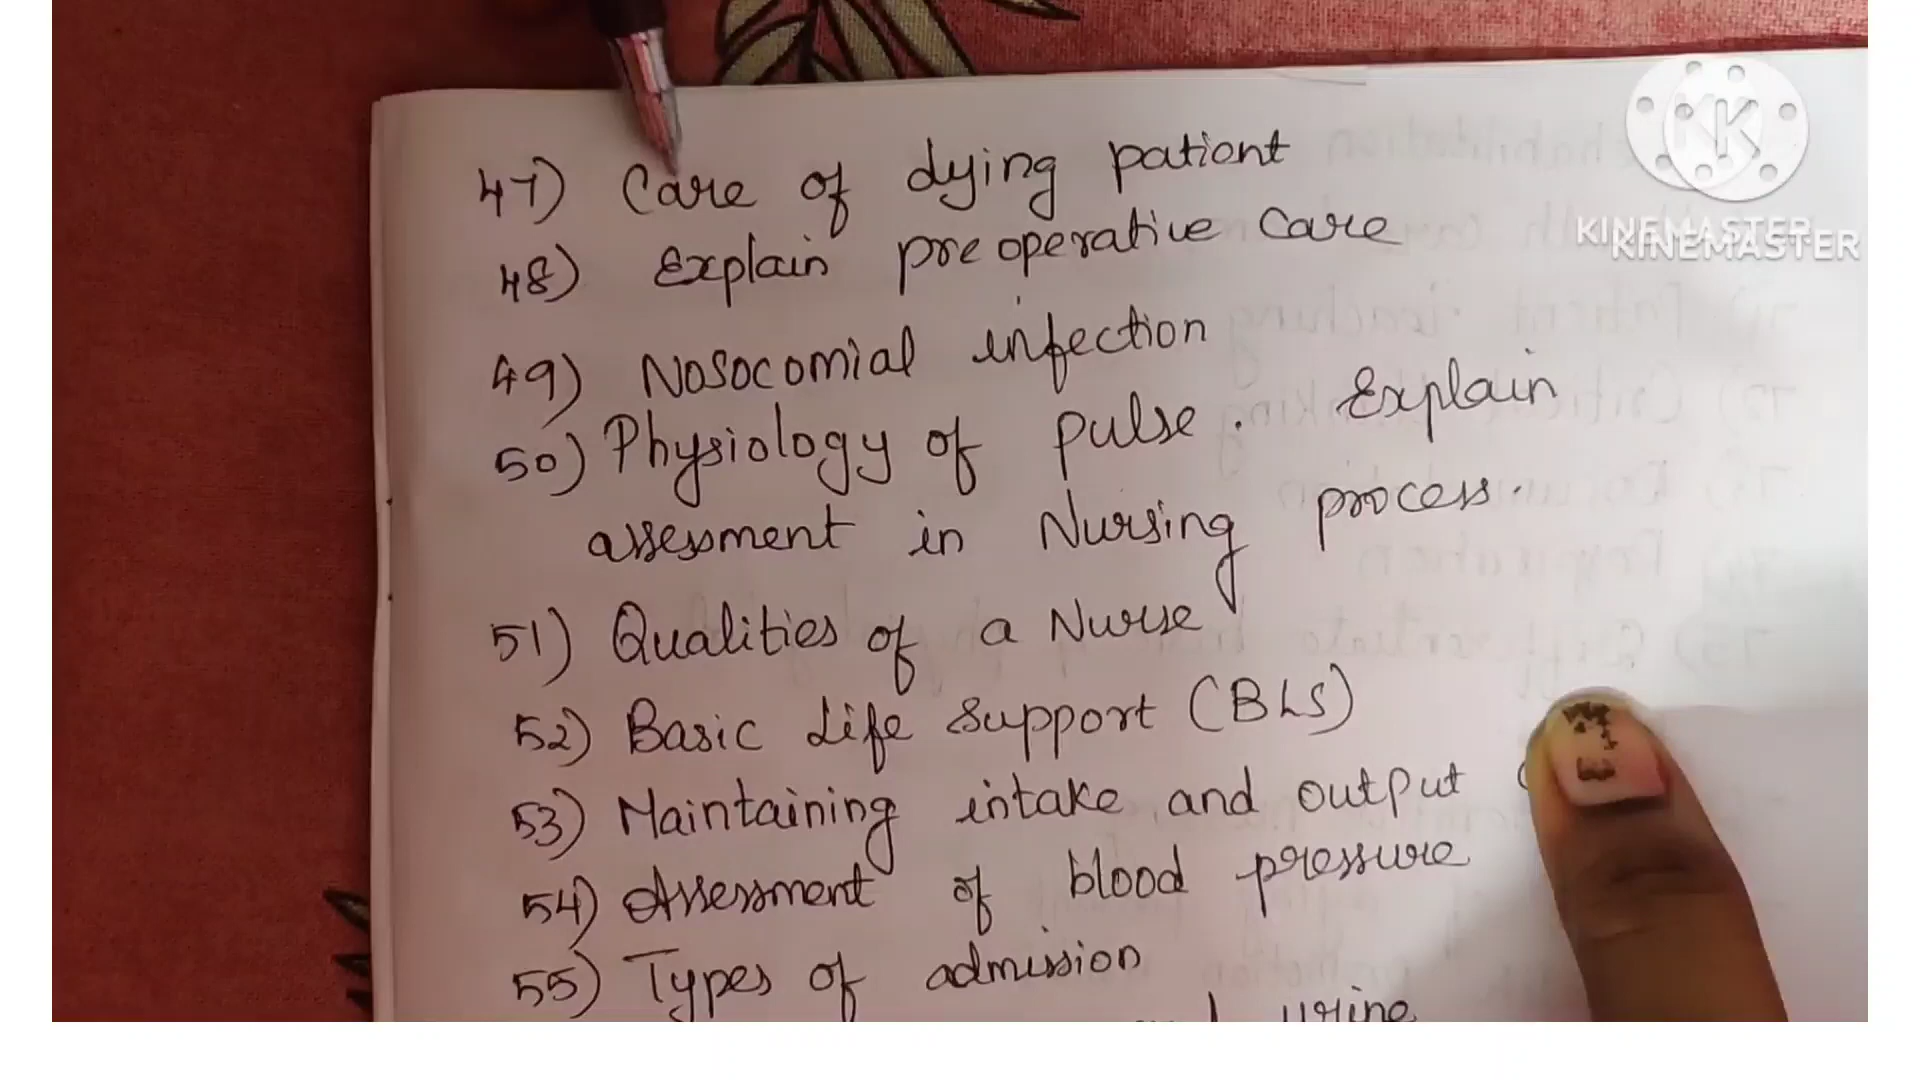 47) Care of dying patient
48) Explain preoperative care
49) Nosocomial infection
50) Physiology of pulse. Explain
assessment in Nursing process.
51) Qualities of a Nurse
52) Basic Life Support (BLS)
53) Maintaining intake and output
54) Assessment of blood pressure
55) Types of admission
urine
KINEMASTER
KINEMASTER